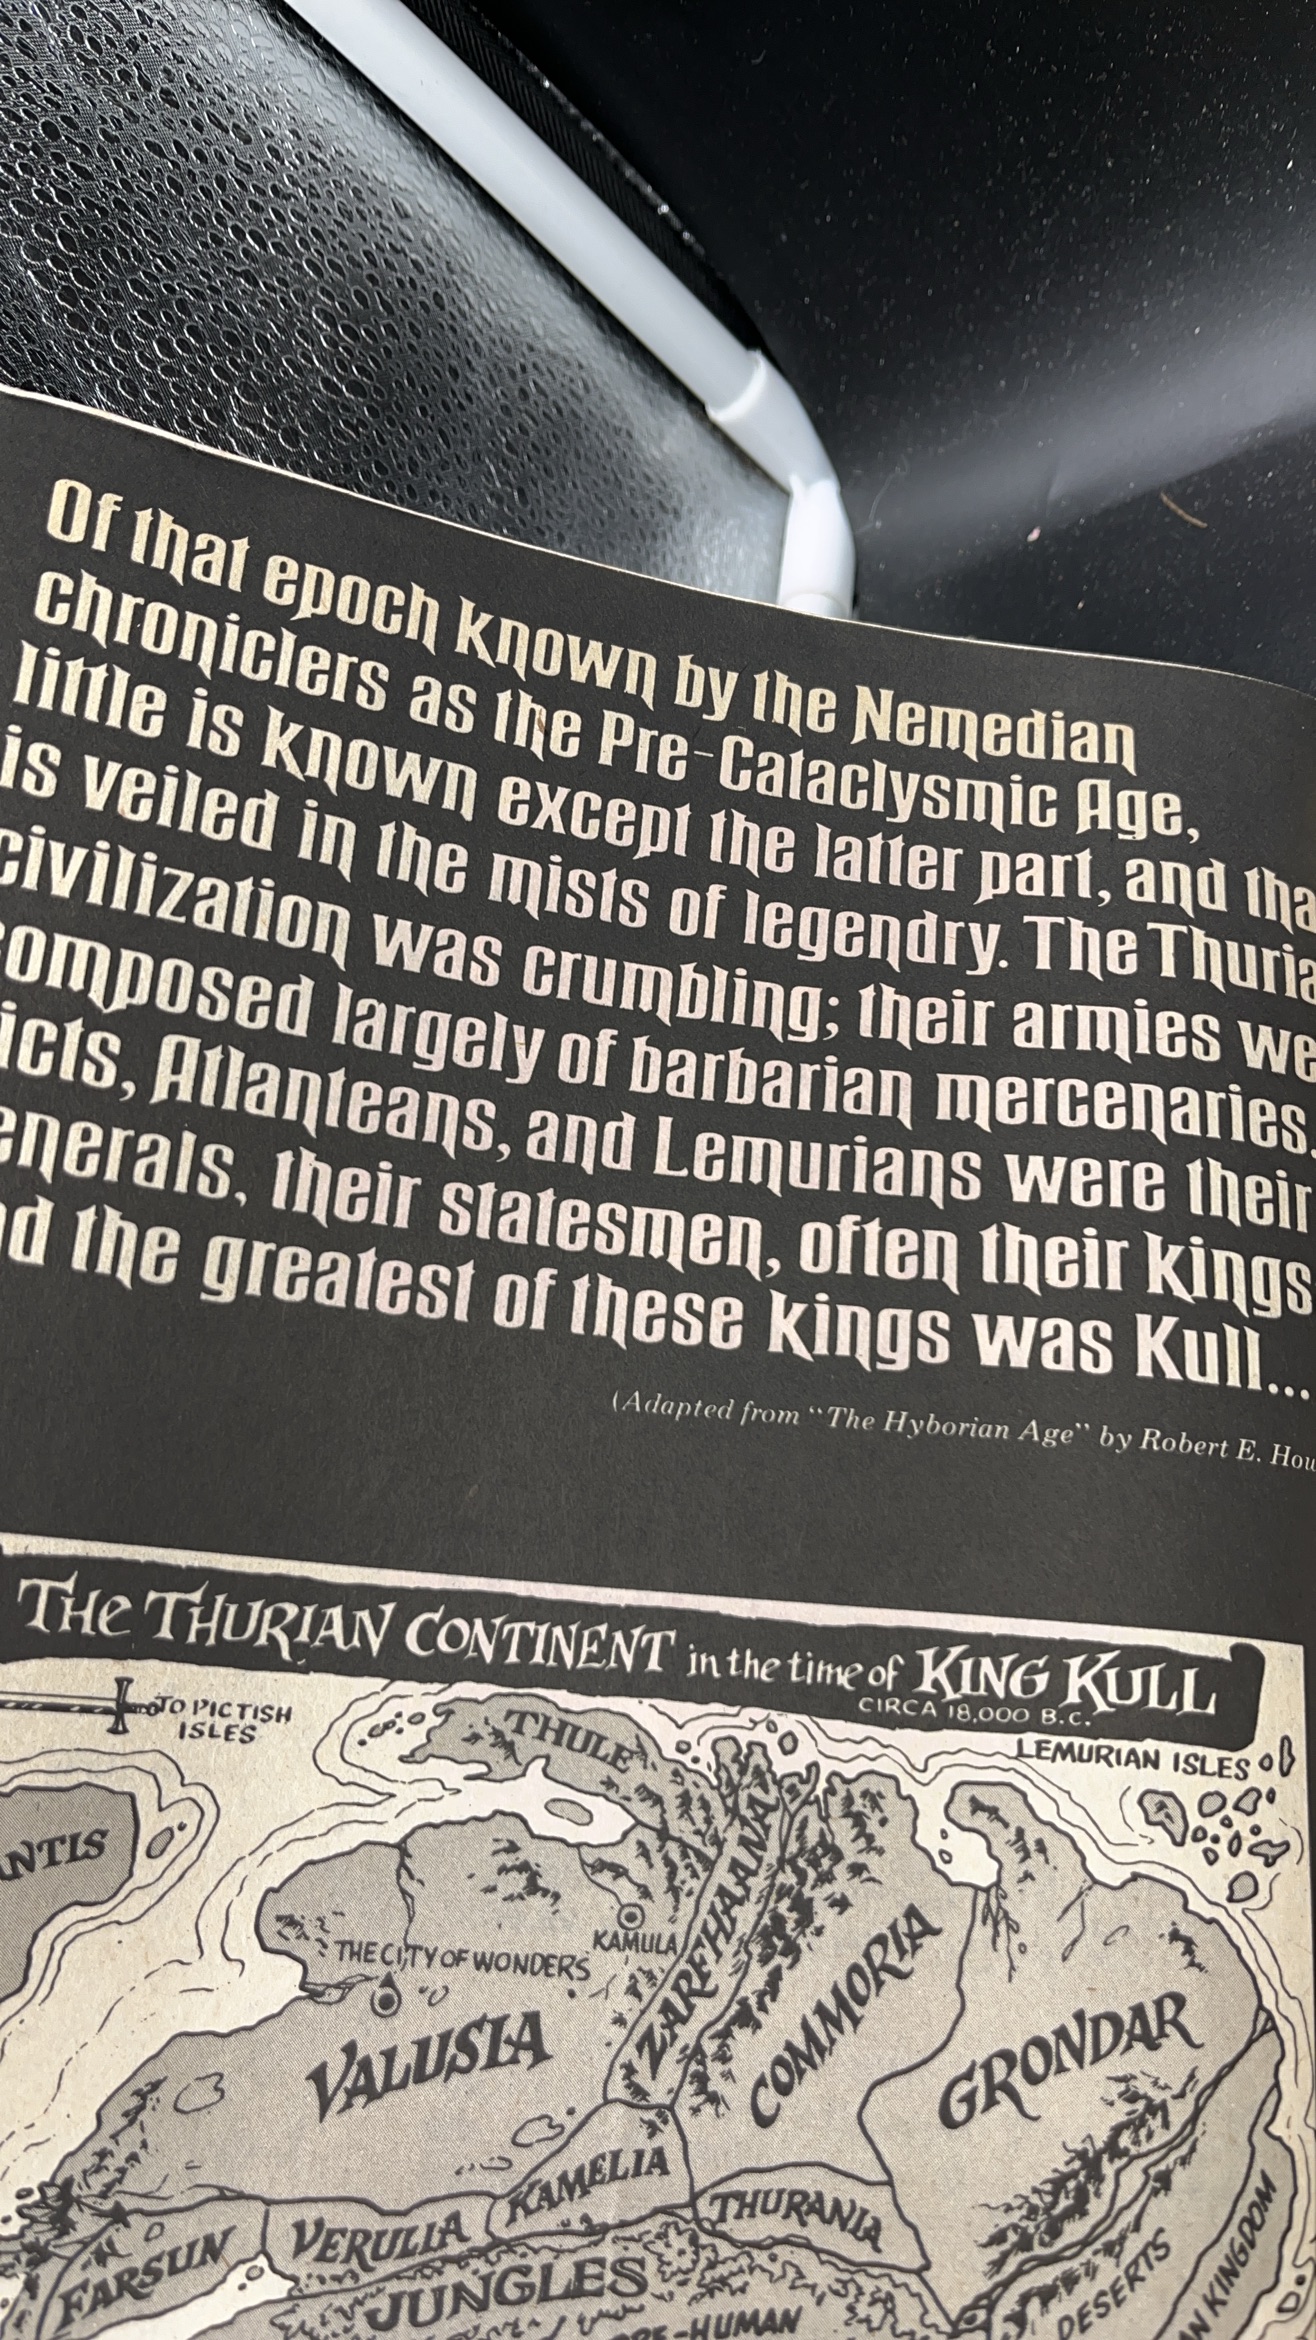 Of that epoch known by the Nemedian
chroniclers as the Pre-Cataclysmic Age,
little is known except the latter part, and tha
is veiled in the mists of legendry. The Thuria
civilization was crumbling; their armies we
composed largely of barbarian mercenaries.
icts, Atlanteans, and Lemurians were their
enerals, their statesmen, often their kings
nd the greatest of these kings was Kull...
(Adapted from "The Hyborian Age" by Robert E. How
THE THURIAN CONTINENT in the time of KING KULL
CIRCA 18,000 B.C.
TO PICTISH
ISLES
THULE
LEMURIAN ISLES
NTIS
ZARFHAANA
KAMULA
THE CITY OF WONDERS
VALUSIA
COMMORIA
GRONDAR
KAMELIA
THURANIA
FARSUN
VERULIA
JUNGLES
DESERTS
AN KINGDOM
RE-HUMAN